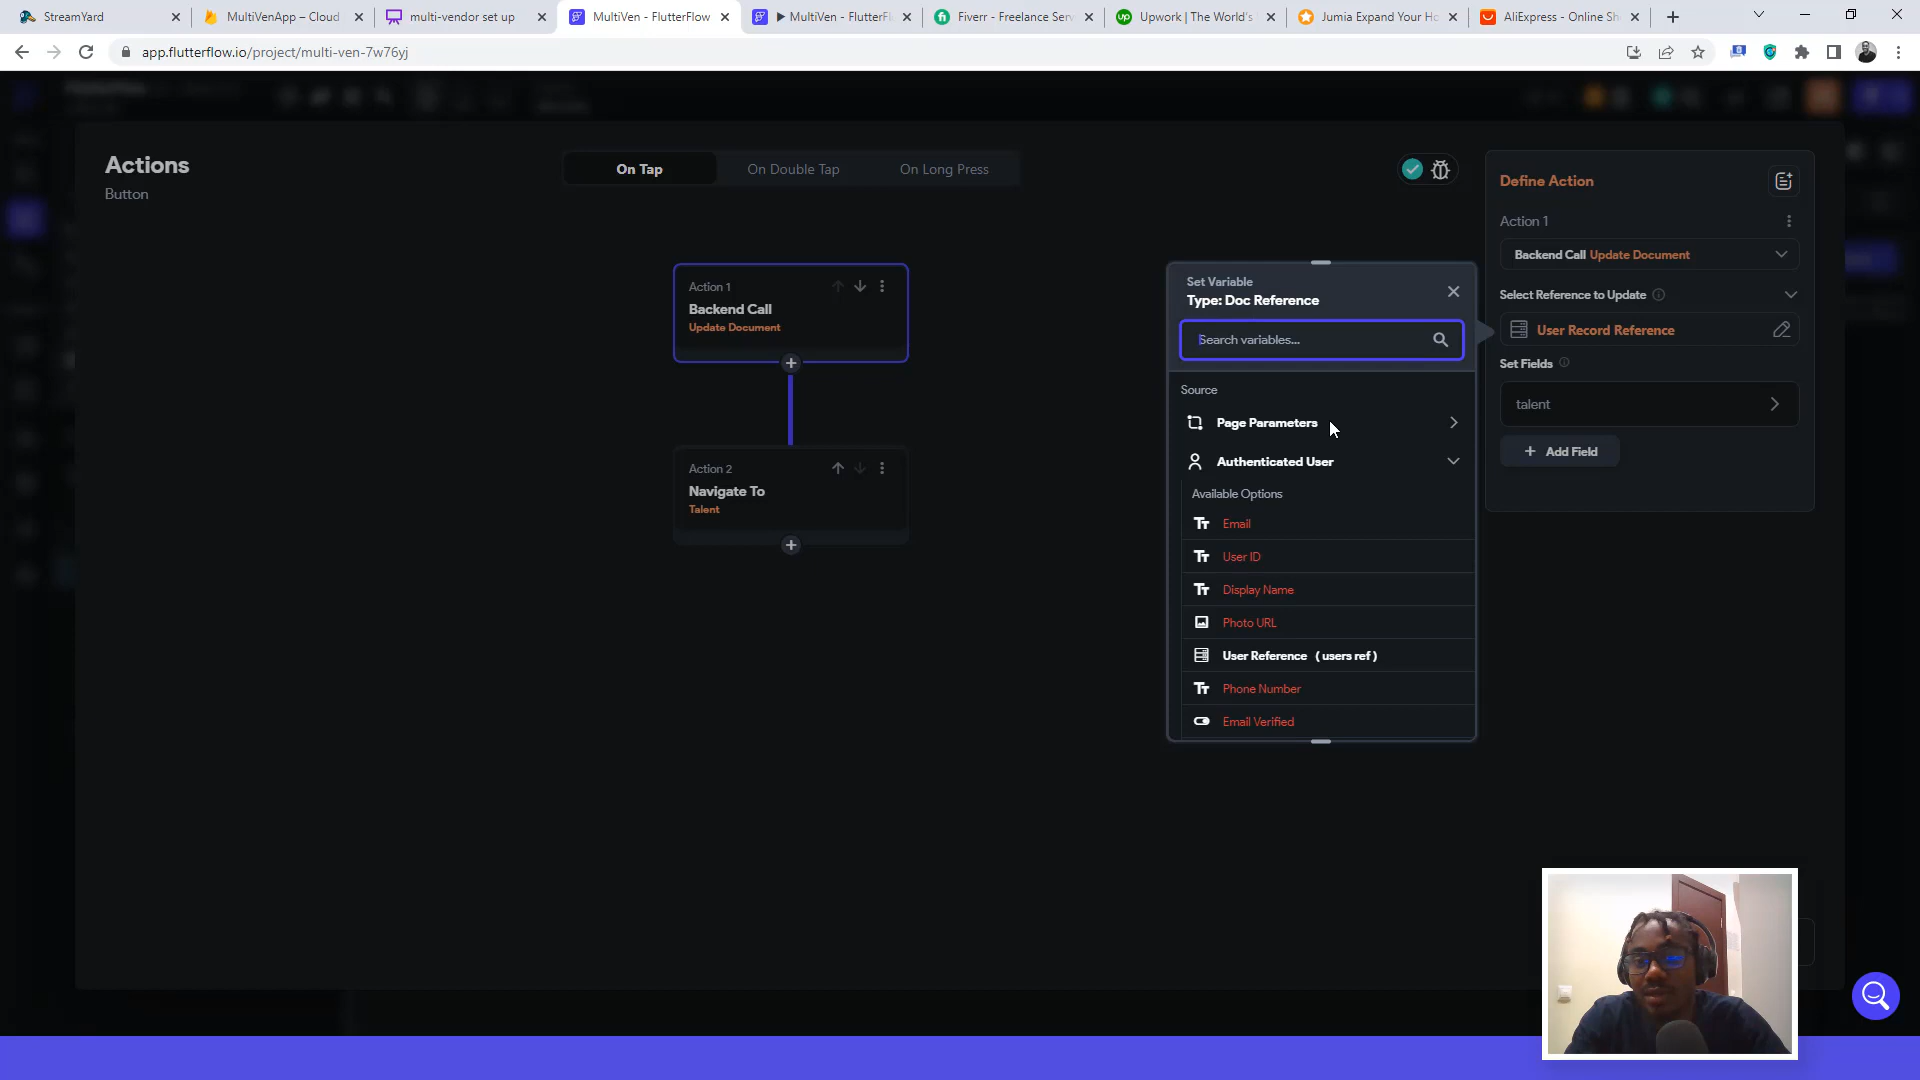 StreamYard
MultiVenApp – Cloud
multi-vendor set up
MultiVen - FlutterFlow
MultiVen - FlutterFl
Fiverr - Freelance Serv
Upwork | The World's
Jumia Expand Your Ho
AliExpress - Online Sh
app.flutterflow.io/project/multi-ven-7w76yj
Actions
Button
On Tap
On Double Tap
On Long Press
Action 1
Backend Call
Update Document
Action 2
Navigate To
Talent
Set Variable
Type: Doc Reference
Search variables...
Source
Page Parameters
Authenticated User
Available Options
Email
User ID
Display Name
Photo URL
User Reference ( users ref )
Phone Number
Email Verified
Define Action
Action 1
Backend Call Update Document
Select Reference to Update
User Record Reference
Set Fields
talent
+ Add Field